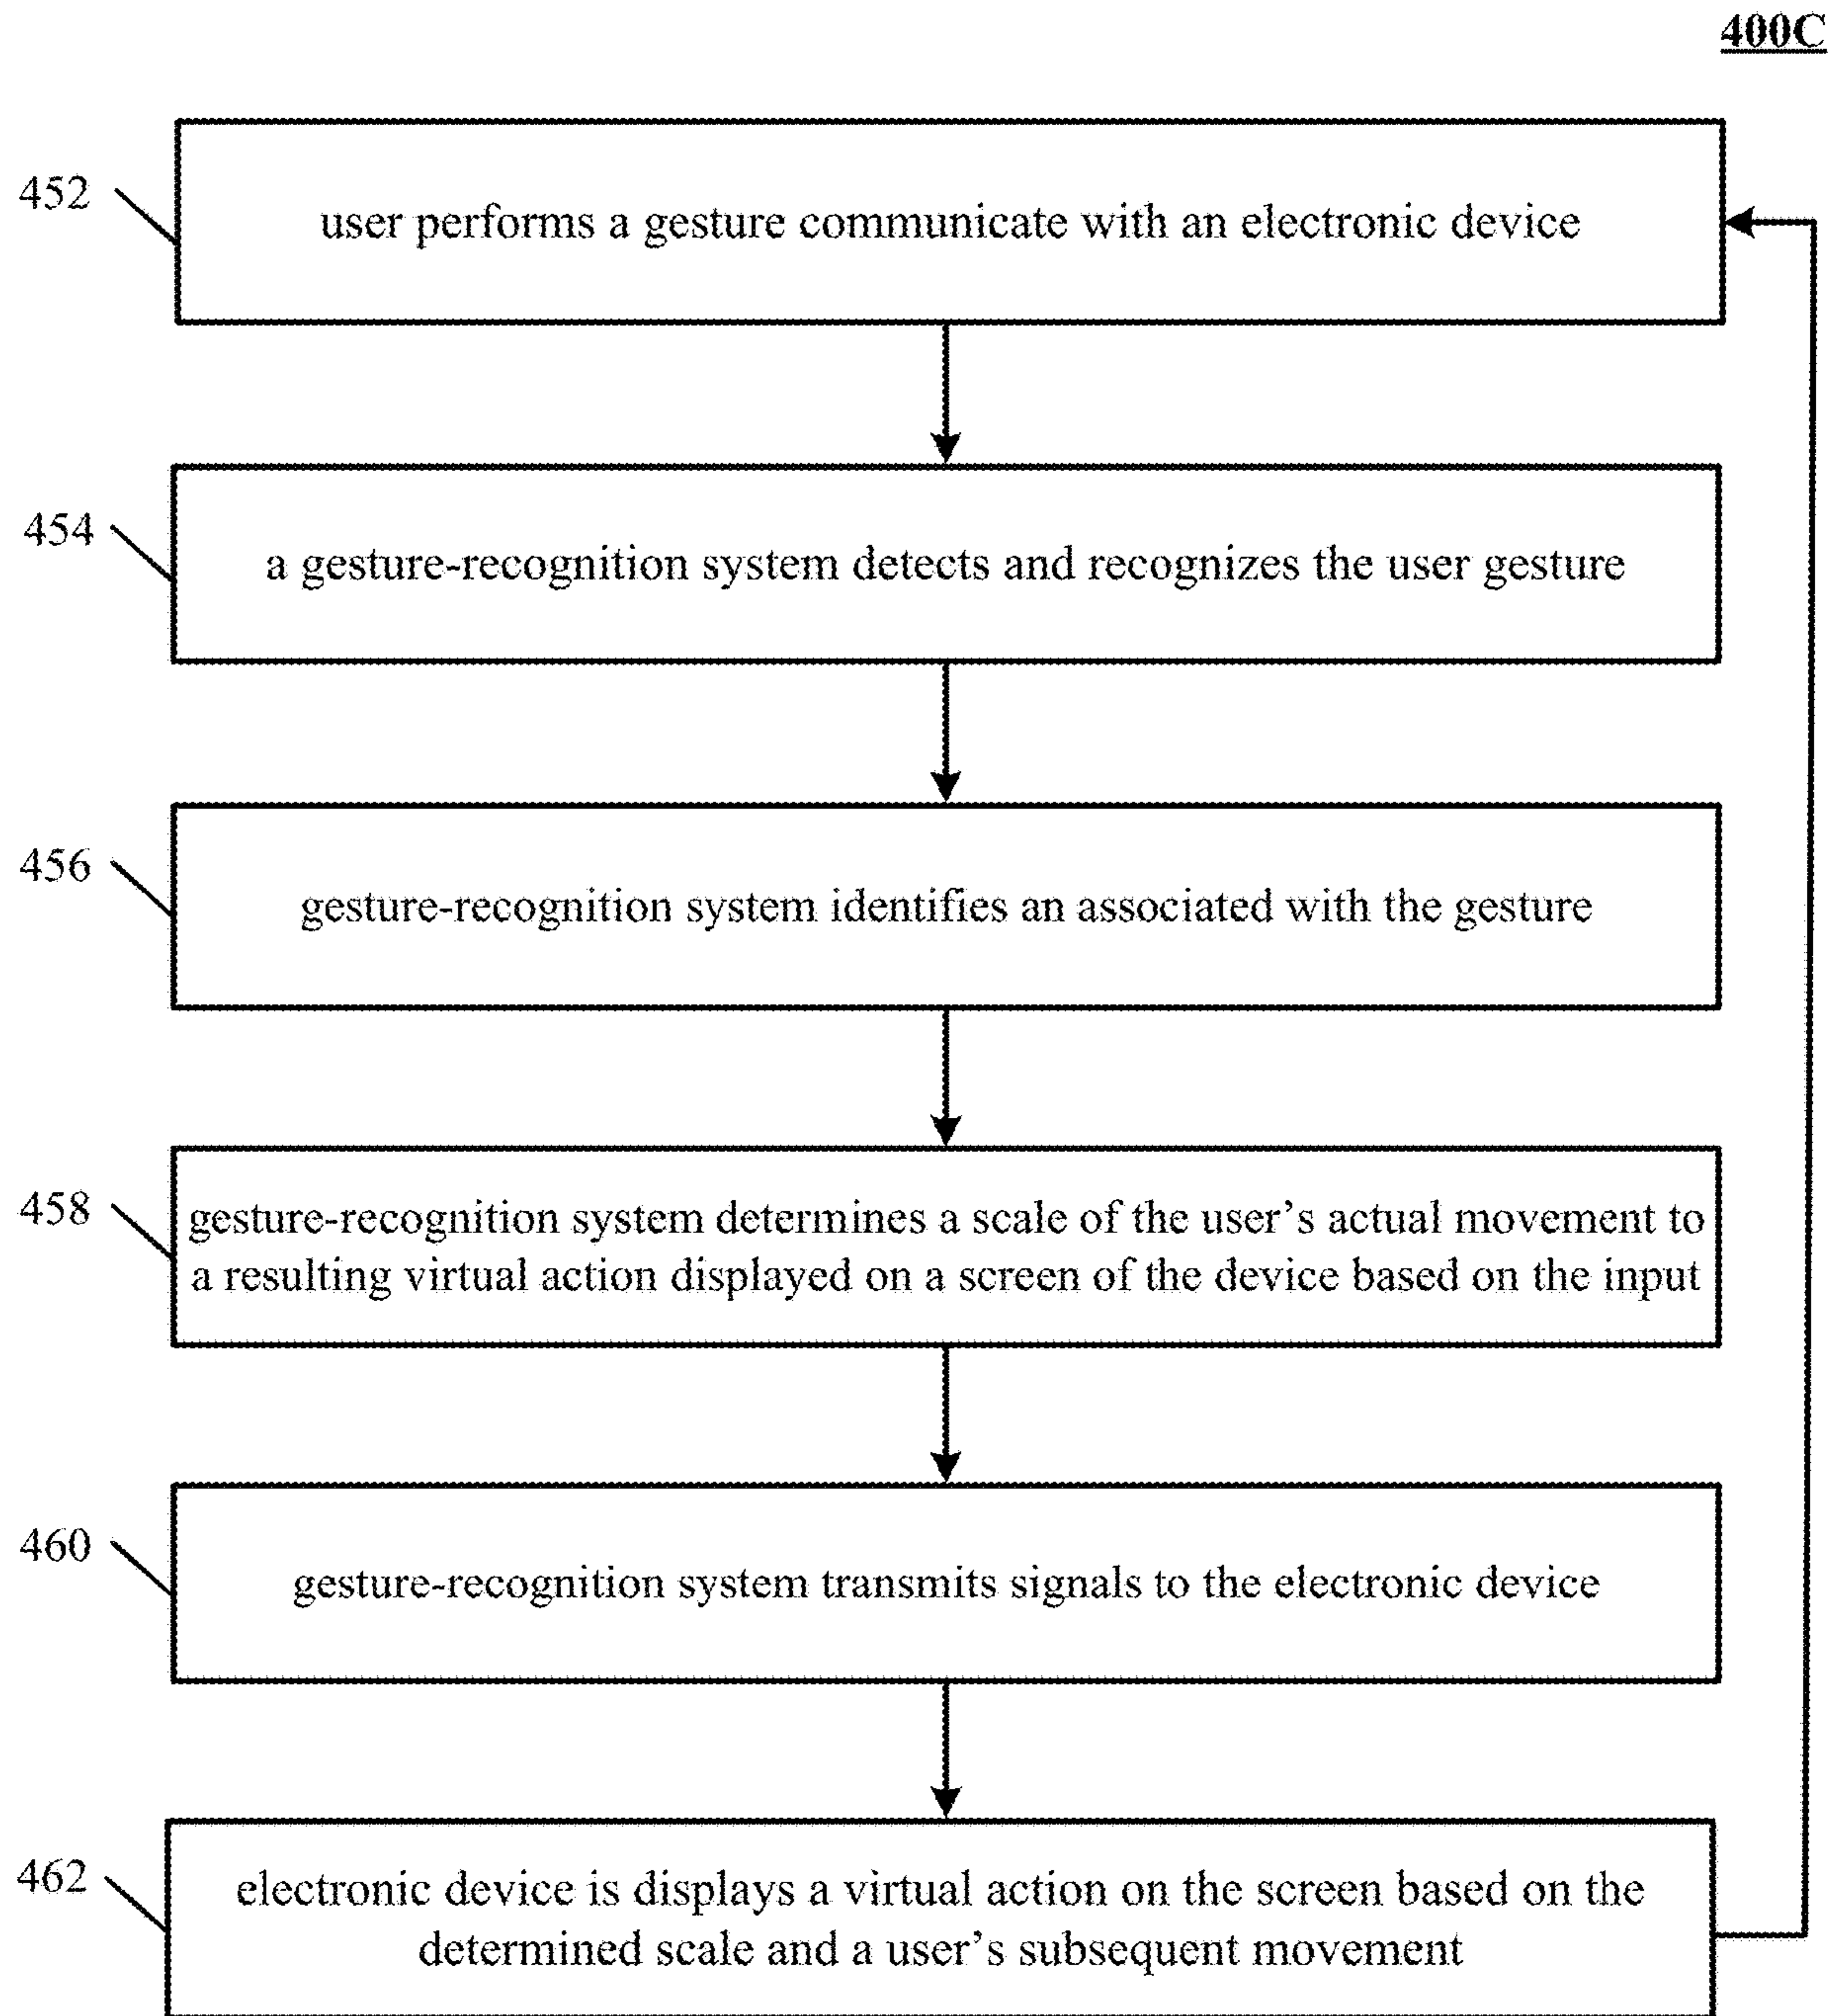 400C
452
user performs a gesture communicate with an electronic device
454
a gesture-recognition system detects and recognizes the user gesture
456
gesture-recognition system identifies an associated with the gesture
458
gesture-recognition system determines a scale of the user's actual movement to
a resulting virtual action displayed on a screen of the device based on the input
460
gesture-recognition system transmits signals to the electronic device
462
electronic device is displays a virtual action on the screen based on the
determined scale and a user's subsequent movement